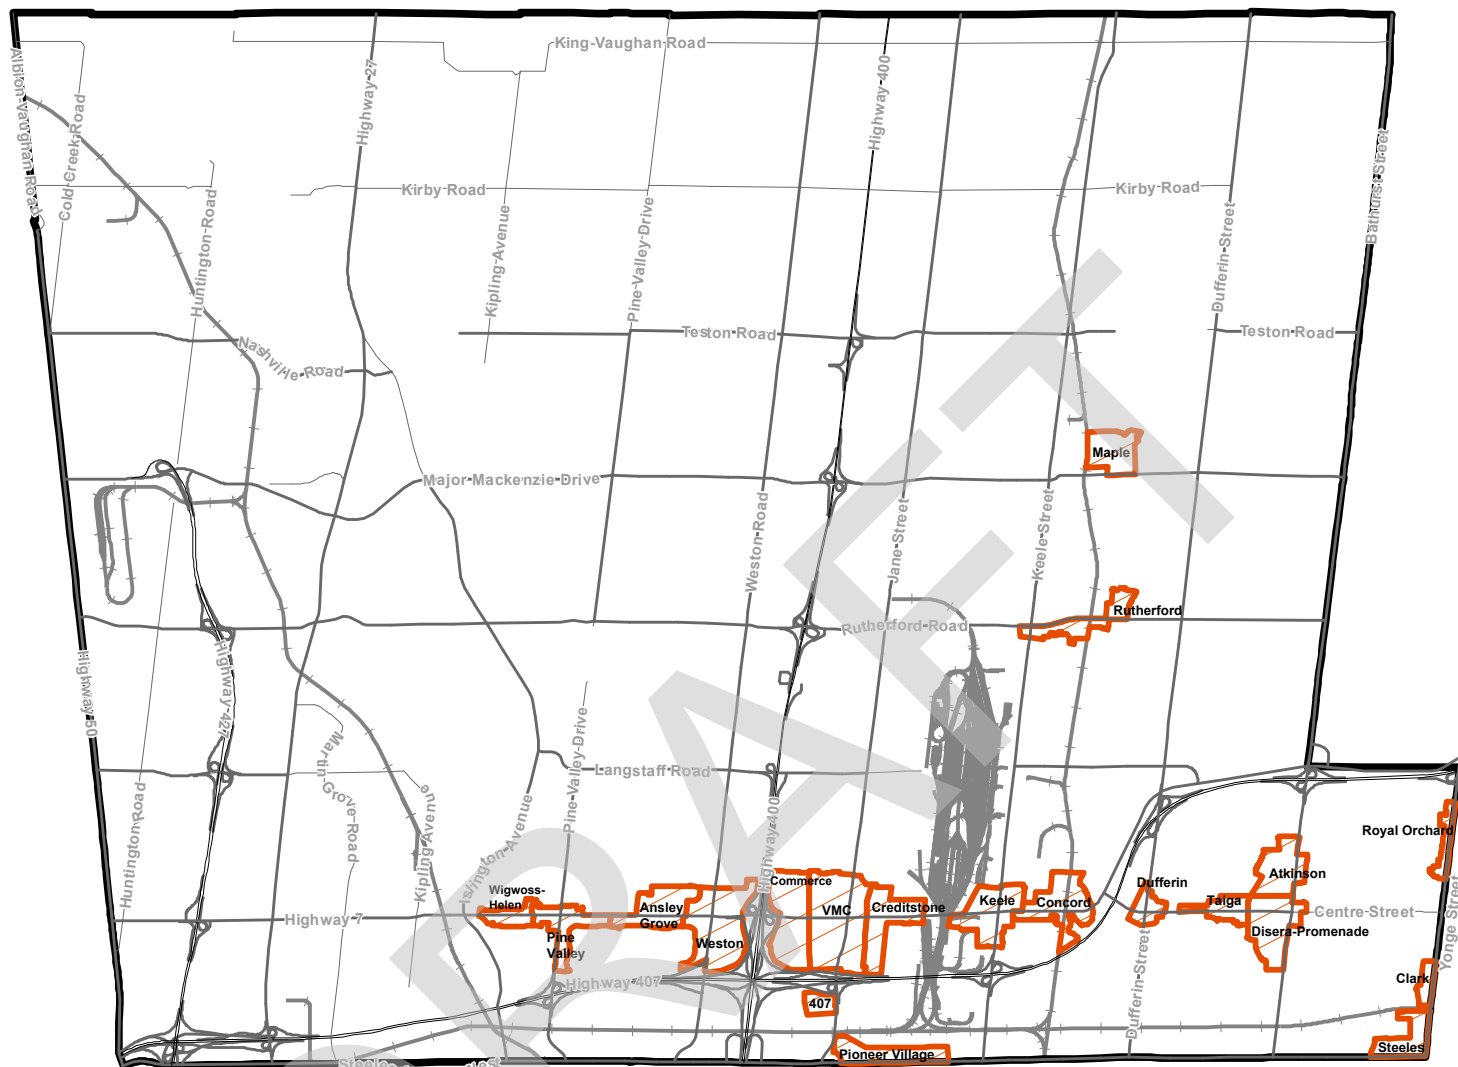 King-Vaughan Road
Albion-Vaughan Road
Cold Creek Road
Highway 27
Highway 400
Kirby Road
Kirby Road
Huntington Road
Kipling Avenue
Pine Valley Drive
Dufferin Street
Bathurst Street
Nashville Road
Teston Road
Teston Road
Maple
Major Mackenzie Drive
Weston Road
Jane Street
Keele Street
Rutherford
Rutherford Road
Highway 50
Highway 427
Martin Grove Road
Langstaff Road
Pine Valley Drive
Huntington Road
Kipling Avenue
Islington Avenue
Highway 400
Royal Orchard
Wigwoss-
Helen
Commerce
Ansley
Grove
VMC
Creditstone
Keele
Concord
Dufferin
Taiga
Atkinson
Highway 7
Centre Street
Disera-Promenade
Pine
Valley
Weston
Yonge Street
Highway 407
407
Clark
Dufferin Street
Pioneer Village
Steeles
Steeles
DRAFT